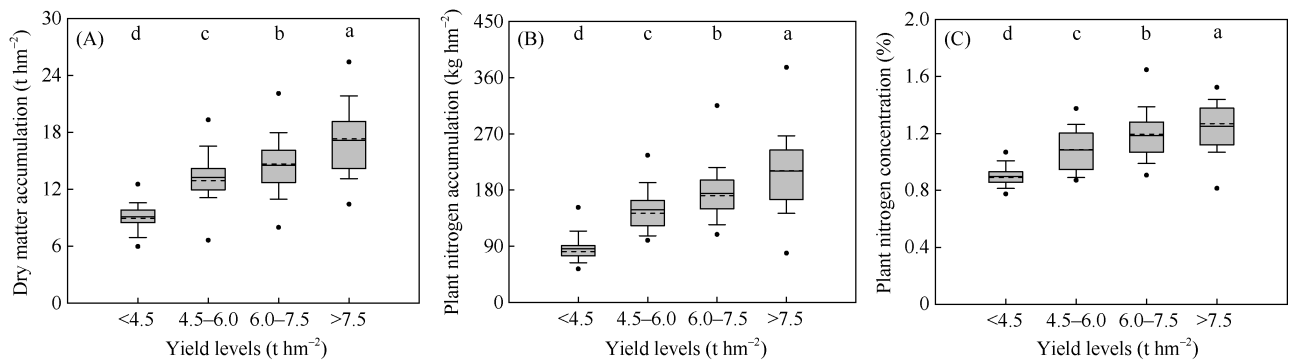 (A)
d c b a
30
24
18
12
6
0
Dry matter accumulation (t hm⁻²)
<4.5 4.5–6.0 6.0–7.5 >7.5
Yield levels (t hm⁻²)
(B)
d c b a
450
360
270
180
90
0
Plant nitrogen accumulation (kg hm⁻²)
<4.5 4.5–6.0 6.0–7.5 >7.5
Yield levels (t hm⁻²)
(C)
d c b a
2.0
1.6
1.2
0.8
0.4
0
Plant nitrogen concentration (%)
<4.5 4.5–6.0 6.0–7.5 >7.5
Yield levels (t hm⁻²)